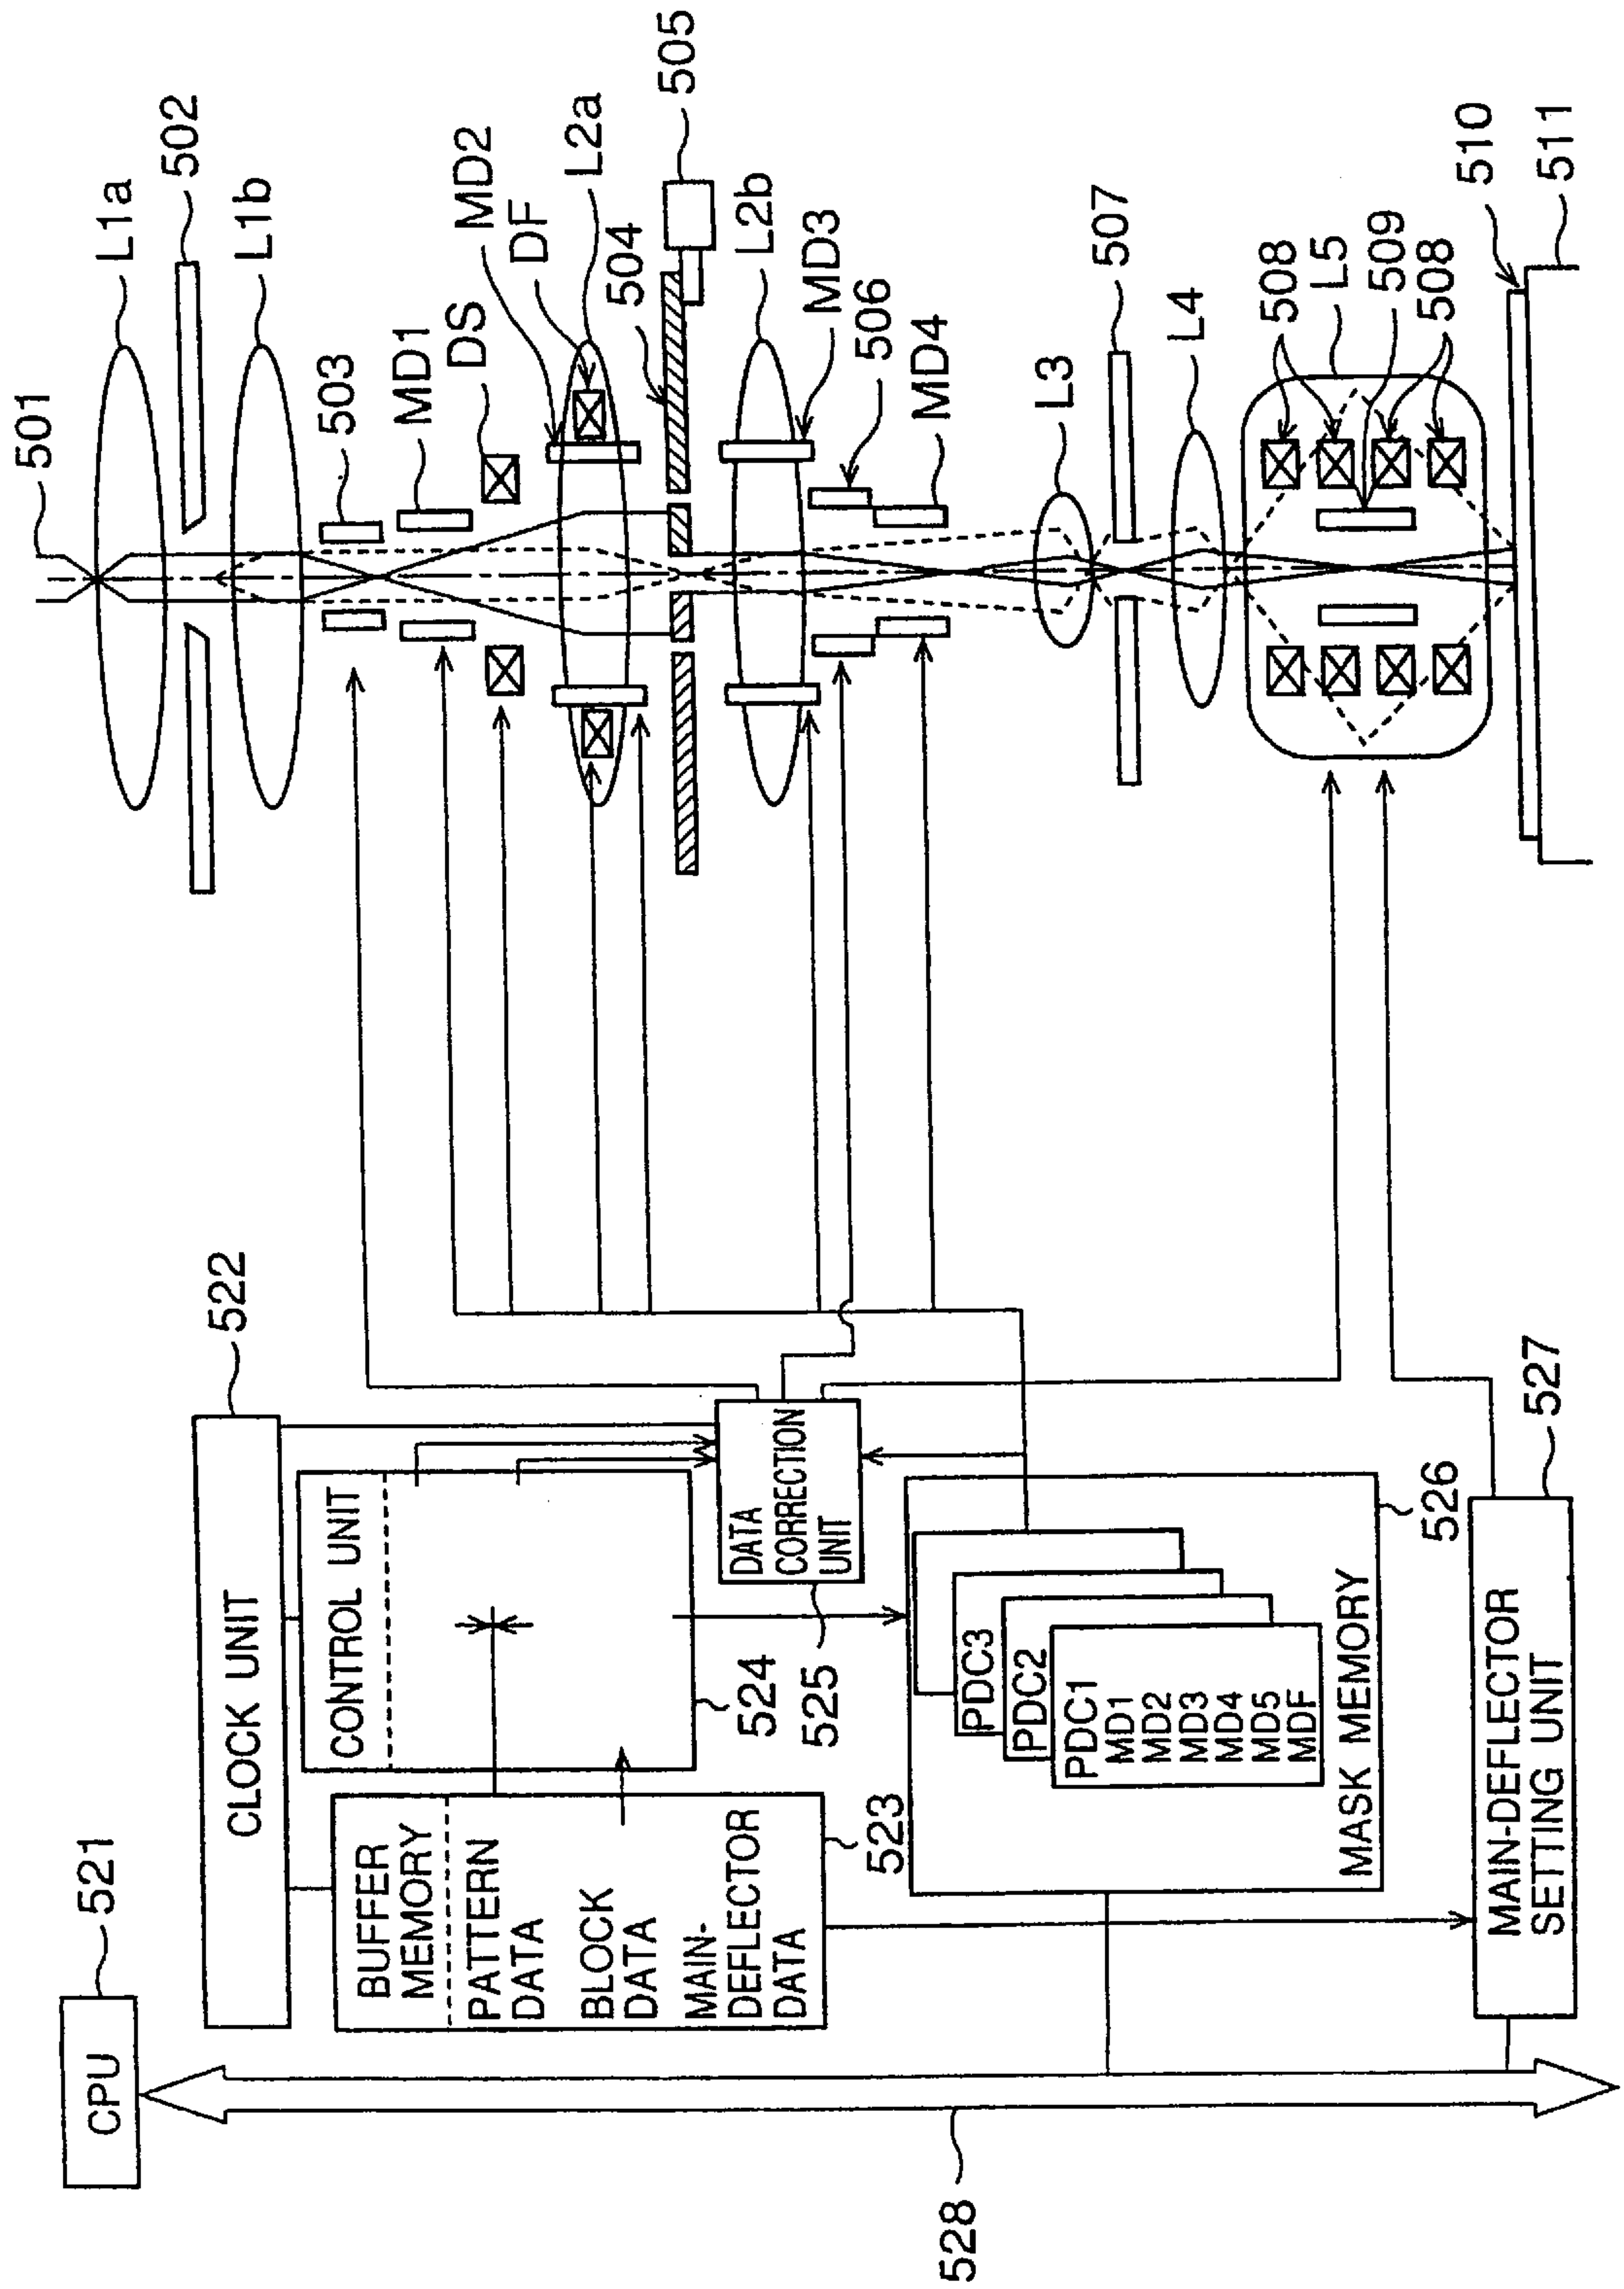 CPU
521
CLOCK UNIT
522
BUFFER
MEMORY
PATTERN
DATA
BLOCK
DATA
MAIN-
DEFLECTOR
DATA
523
CONTROL UNIT
524
DATA
CORRECTION
UNIT
525
PDC3
PDC2
PDC1
MD1
MD2
MD3
MD4
MD5
MDF
MASK MEMORY
526
MAIN-DEFLECTOR
SETTING UNIT
527
528
501
L1a
502
L1b
503
MD1
DS
MD2
DF
L2a
504
505
L2b
MD3
506
MD4
L3
507
L4
508
L5
509
508
510
511